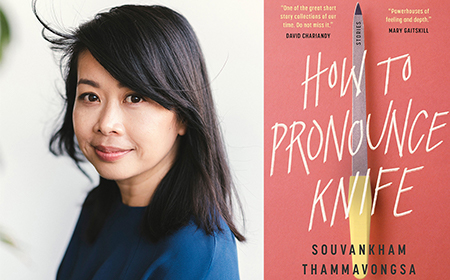 "One of the great short
story collections of our
time. Do not miss it."
DAVID CHARIANDY
"Powerhouses of
feeling and depth."
MARY GAITSKILL
STORIES
HOW TO
PRONOUNCE
KNIFE
SOUVANKHAM
THAMMAVONGSA